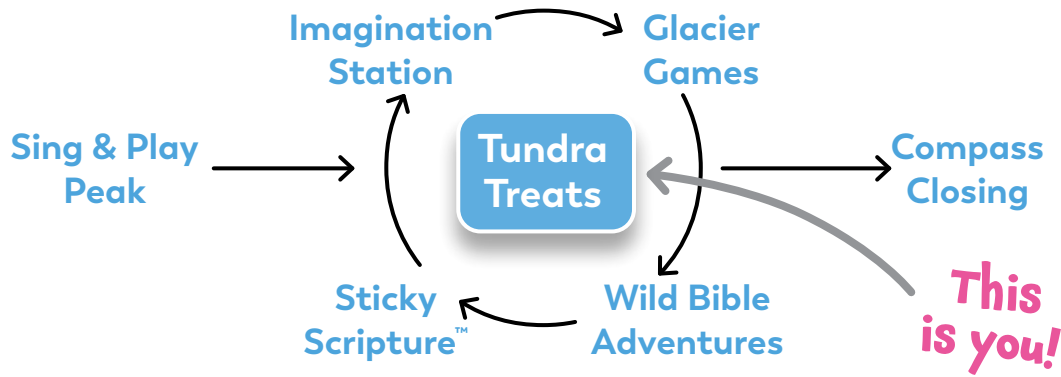 Sing & Play
Peak
Imagination
Station
Glacier
Games
Tundra
Treats
Sticky
Scripture™
Wild Bible
Adventures
Compass
Closing
This
is you!